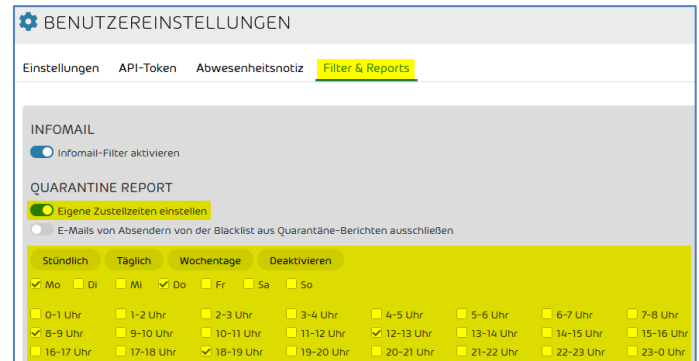 BENUTZEREINSTELLUNGEN
Einstellungen API-Token Abwesenheitsnotiz Filter & Reports
INFOMAIL
Infomail-Filter aktivieren
QUARANTINE REPORT
Eigene Zustellzeiten einstellen
E-Mails von Absendern von der Blacklist aus Quarantäne-Berichten ausschließen
Stündlich Täglich Wochentage Deaktivieren
Mo Di Mi Do Fr Sa So
0-1 Uhr 1-2 Uhr 2-3 Uhr 3-4 Uhr 4-5 Uhr 5-6 Uhr 6-7 Uhr 7-8 Uhr
8-9 Uhr 9-10 Uhr 10-11 Uhr 11-12 Uhr 12-13 Uhr 13-14 Uhr 14-15 Uhr 15-16 Uhr
16-17 Uhr 17-18 Uhr 18-19 Uhr 19-20 Uhr 20-21 Uhr 21-22 Uhr 22-23 Uhr 23-0 Uhr